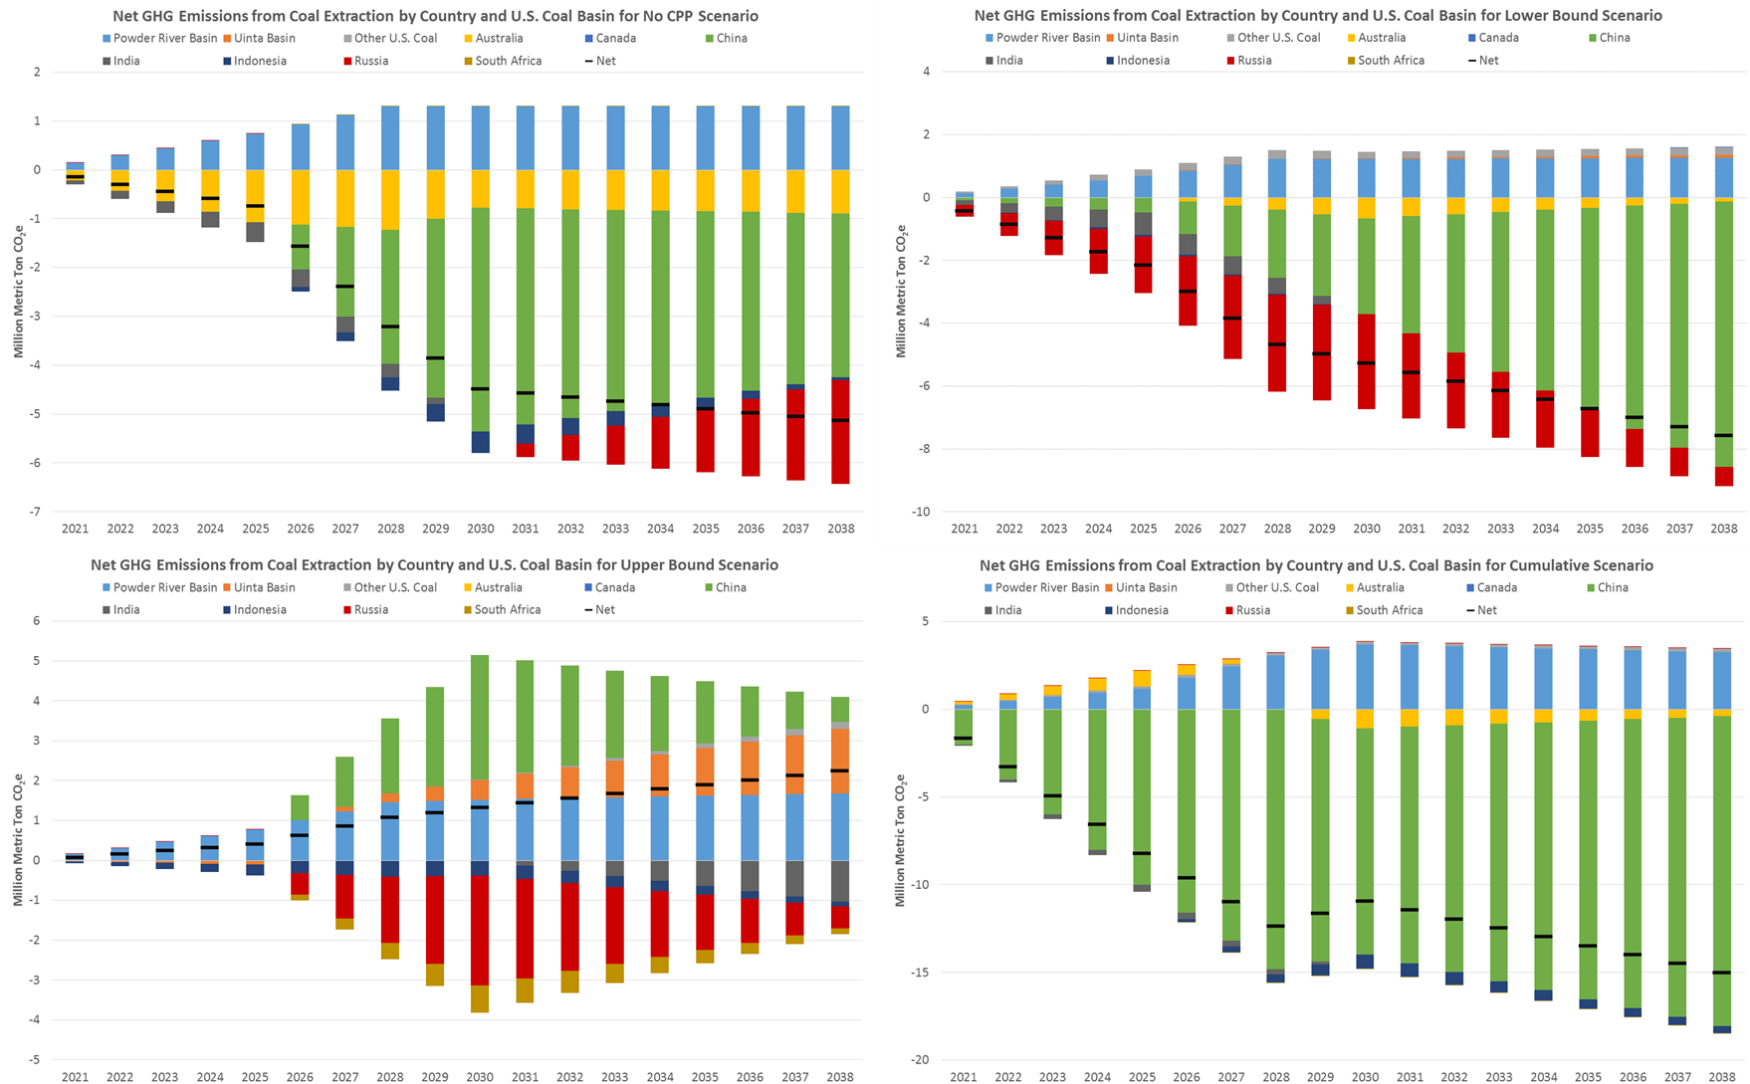 Net GHG Emissions from Coal Extraction by Country and U.S. Coal Basin for No CPP Scenario
Powder River Basin Uinta Basin Other U.S. Coal Australia Canada China
India Indonesia Russia South Africa Net
Million Metric Ton CO₂e
2
1
0
-1
-2
-3
-4
-5
-6
-7
2021 2022 2023 2024 2025 2026 2027 2028 2029 2030 2031 2032 2033 2034 2035 2036 2037 2038
Net GHG Emissions from Coal Extraction by Country and U.S. Coal Basin for Lower Bound Scenario
Powder River Basin Uinta Basin Other U.S. Coal Australia Canada China
India Indonesia Russia South Africa Net
Million Metric Ton CO₂e
4
2
0
-2
-4
-6
-8
-10
2021 2022 2023 2024 2025 2026 2027 2028 2029 2030 2031 2032 2033 2034 2035 2036 2037 2038
Net GHG Emissions from Coal Extraction by Country and U.S. Coal Basin for Upper Bound Scenario
Powder River Basin Uinta Basin Other U.S. Coal Australia Canada China
India Indonesia Russia South Africa Net
Million Metric Ton CO₂e
6
5
4
3
2
1
0
-1
-2
-3
-4
-5
2021 2022 2023 2024 2025 2026 2027 2028 2029 2030 2031 2032 2033 2034 2035 2036 2037 2038
Net GHG Emissions from Coal Extraction by Country and U.S. Coal Basin for Cumulative Scenario
Powder River Basin Uinta Basin Other U.S. Coal Australia Canada China
India Indonesia Russia South Africa Net
Million Metric Ton CO₂e
5
0
-5
-10
-15
-20
2021 2022 2023 2024 2025 2026 2027 2028 2029 2030 2031 2032 2033 2034 2035 2036 2037 2038